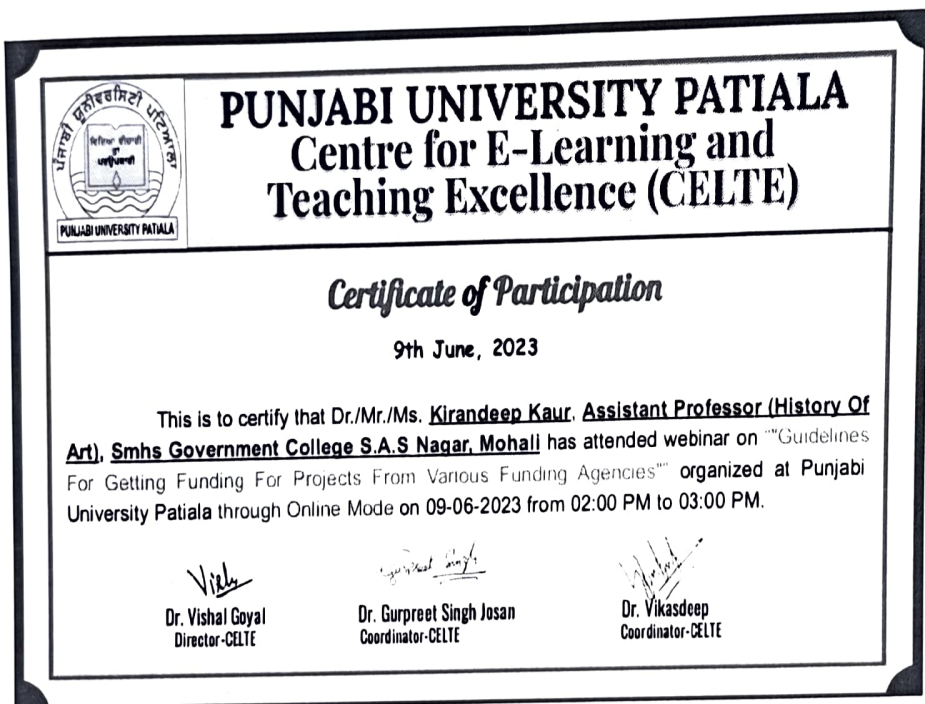 ਪੰਜਾਬੀ ਯੂਨੀਵਰਸਿਟੀ ਪਟਿਆਲਾ
ਵਿਦਿਆ ਵੀਚਾਰੀ
ਤਾਂ
ਪਰਉਪਕਾਰੀ
PUNJABI UNIVERSITY PATIALA
PUNJABI UNIVERSITY PATIALA
Centre for E-Learning and
Teaching Excellence (CELTE)
Certificate of Participation
9th June, 2023
This is to certify that Dr./Mr./Ms. Kirandeep Kaur, Assistant Professor (History Of
Art), Smhs Government College S.A.S Nagar, Mohali has attended webinar on ""Guidelines
For Getting Funding For Projects From Various Funding Agencies"" organized at Punjabi
University Patiala through Online Mode on 09-06-2023 from 02:00 PM to 03:00 PM.
Dr. Vishal Goyal
Director-CELTE
Dr. Gurpreet Singh Josan
Coordinator-CELTE
Dr. Vikasdeep
Coordinator-CELTE